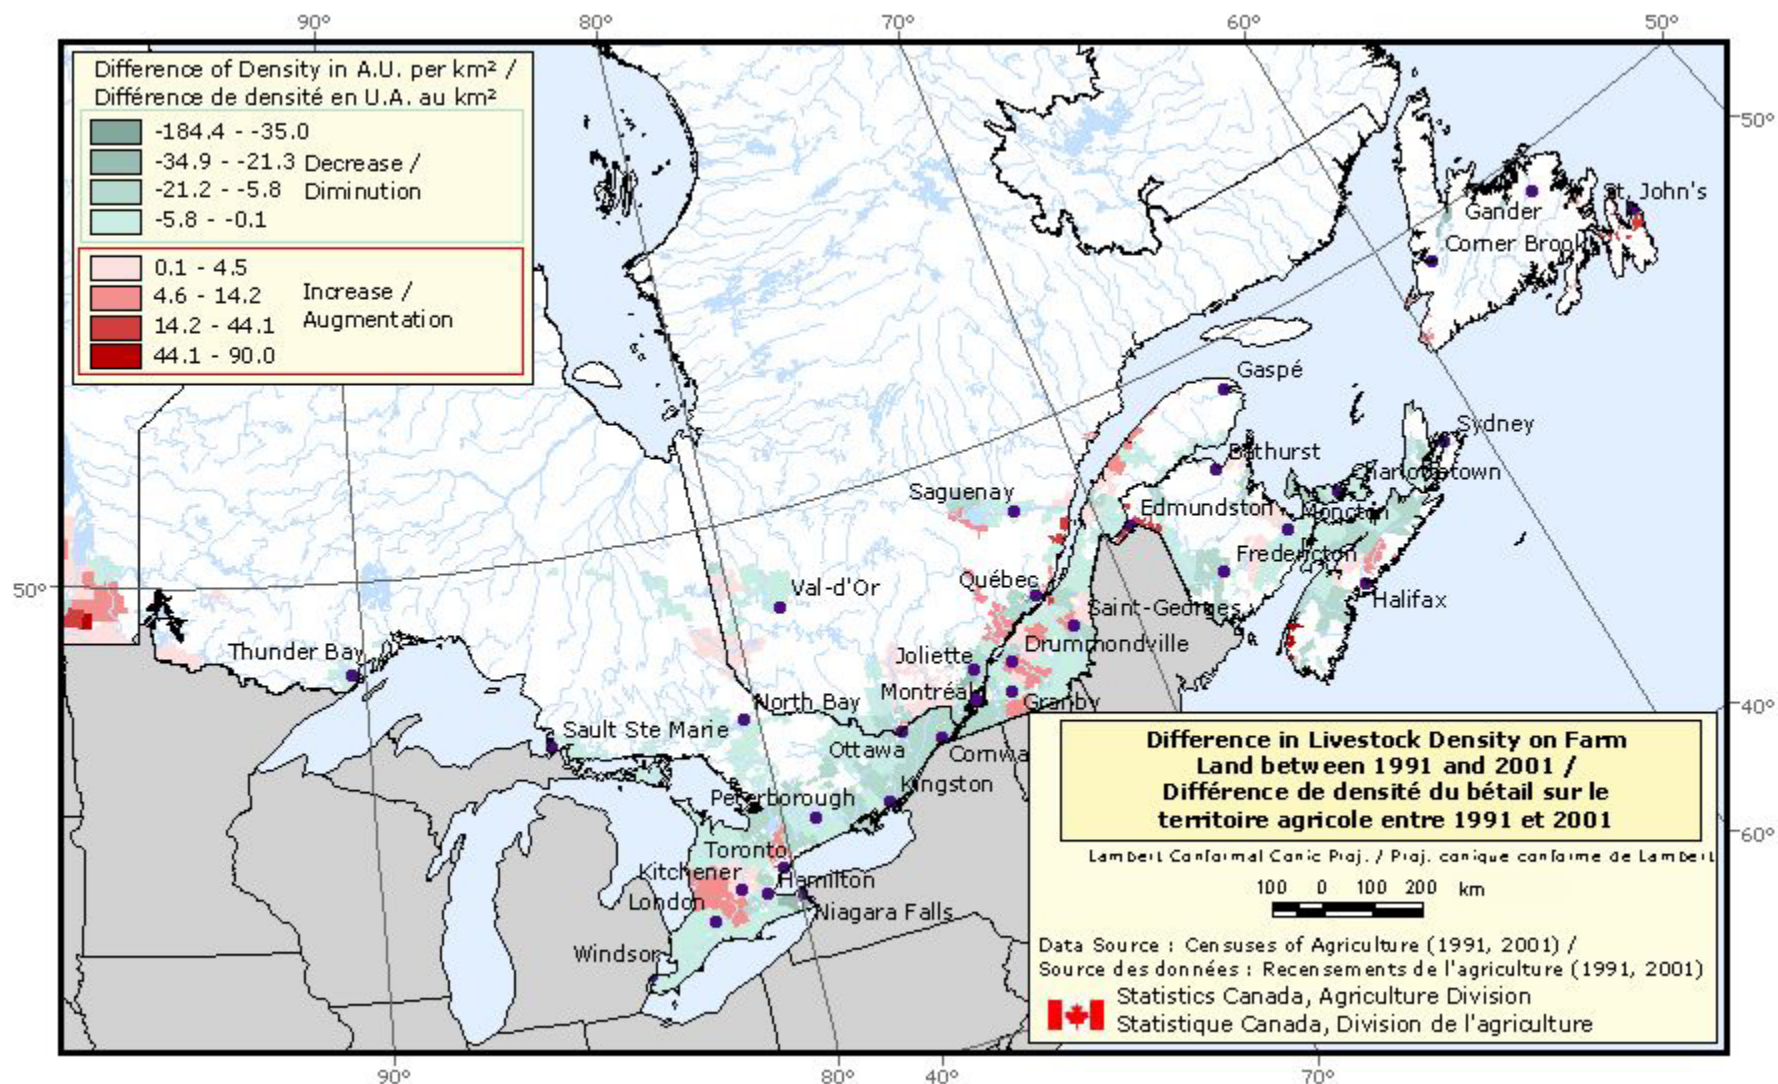 90°
80°
70°
60°
50°
Difference of Density in A.U. per km² /
Différence de densité en U.A. au km²
-184.4 - -35.0
-34.9 - -21.3
-21.2 - -5.8
-5.8 - -0.1
Decrease /
Diminution
0.1 - 4.5
4.6 - 14.2
14.2 - 44.1
44.1 - 90.0
Increase /
Augmentation
50°
St. John's
Gander
Corner Brook
Gaspé
Sydney
Bathurst
Charlottetown
Saguenay
Edmundston
Moncton
Fredericton
50°
Val-d'Or
Québec
Halifax
Saint-Georges
Thunder Bay
Joliette
Drummondville
Montréal
Granby
North Bay
40°
Sault Ste Marie
Ottawa
Cornwa
Kingston
Peterborough
Toronto
Kitchener
Hamilton
London
Niagara Falls
Windsor
60°
Difference in Livestock Density on Farm
Land between 1991 and 2001 /
Différence de densité du bétail sur le
territoire agricole entre 1991 et 2001
Lambert Conformal Conic Proj. / Proj. conique conforme de Lambert
100 0 100 200 km
Data Source : Censuses of Agriculture (1991, 2001) /
Source des données : Recensements de l'agriculture (1991, 2001)
Statistics Canada, Agriculture Division
Statistique Canada, Division de l'agriculture
90°
80°
40°
70°